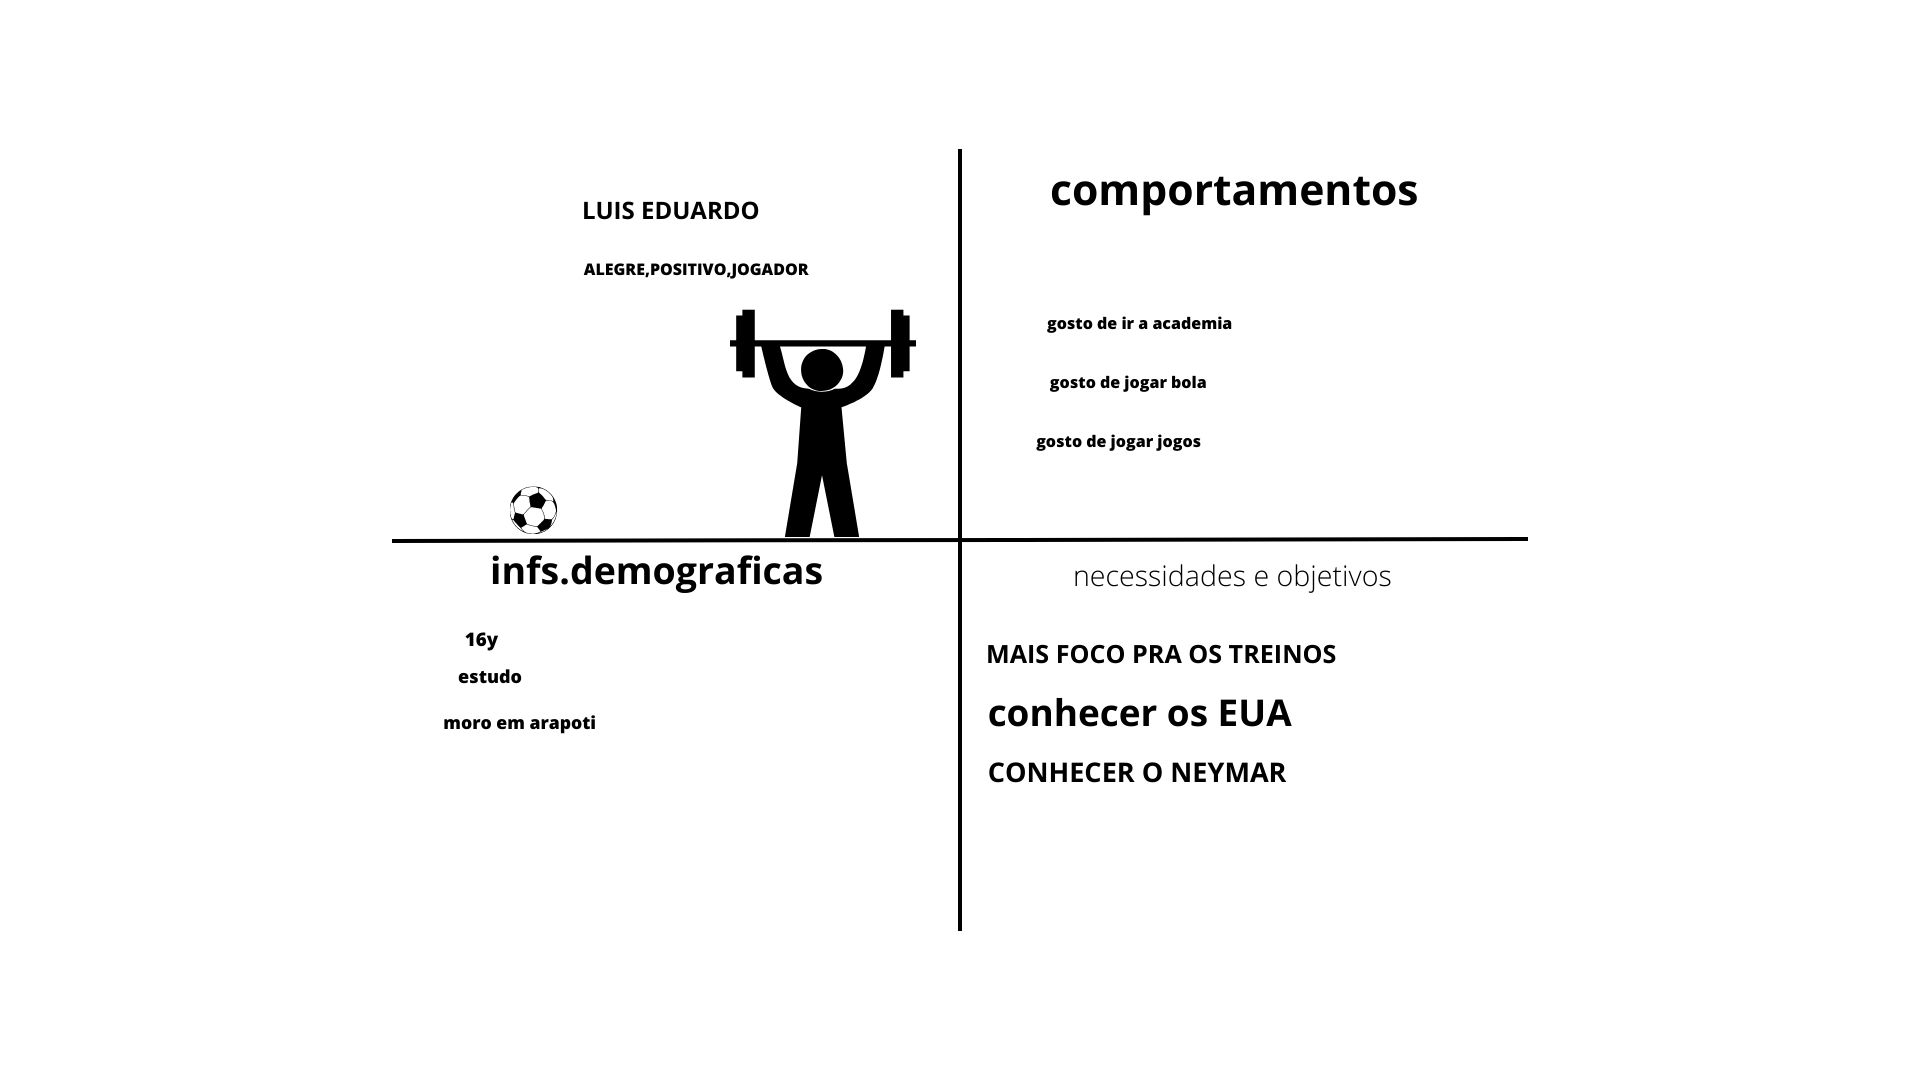 LUIS EDUARDO
ALEGRE,POSITIVO,JOGADOR
comportamentos
gosto de ir a academia
gosto de jogar bola
gosto de jogar jogos
infs.demograficas
16y
estudo
moro em arapoti
necessidades e objetivos
MAIS FOCO PRA OS TREINOS
conhecer os EUA
CONHECER O NEYMAR